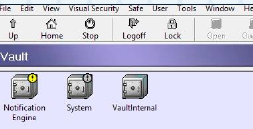 File Edit View Visual Security Safe User Tools Window Help
Up Home Stop Logoff Lock Open
Vault
Notification Engine System VaultInternal